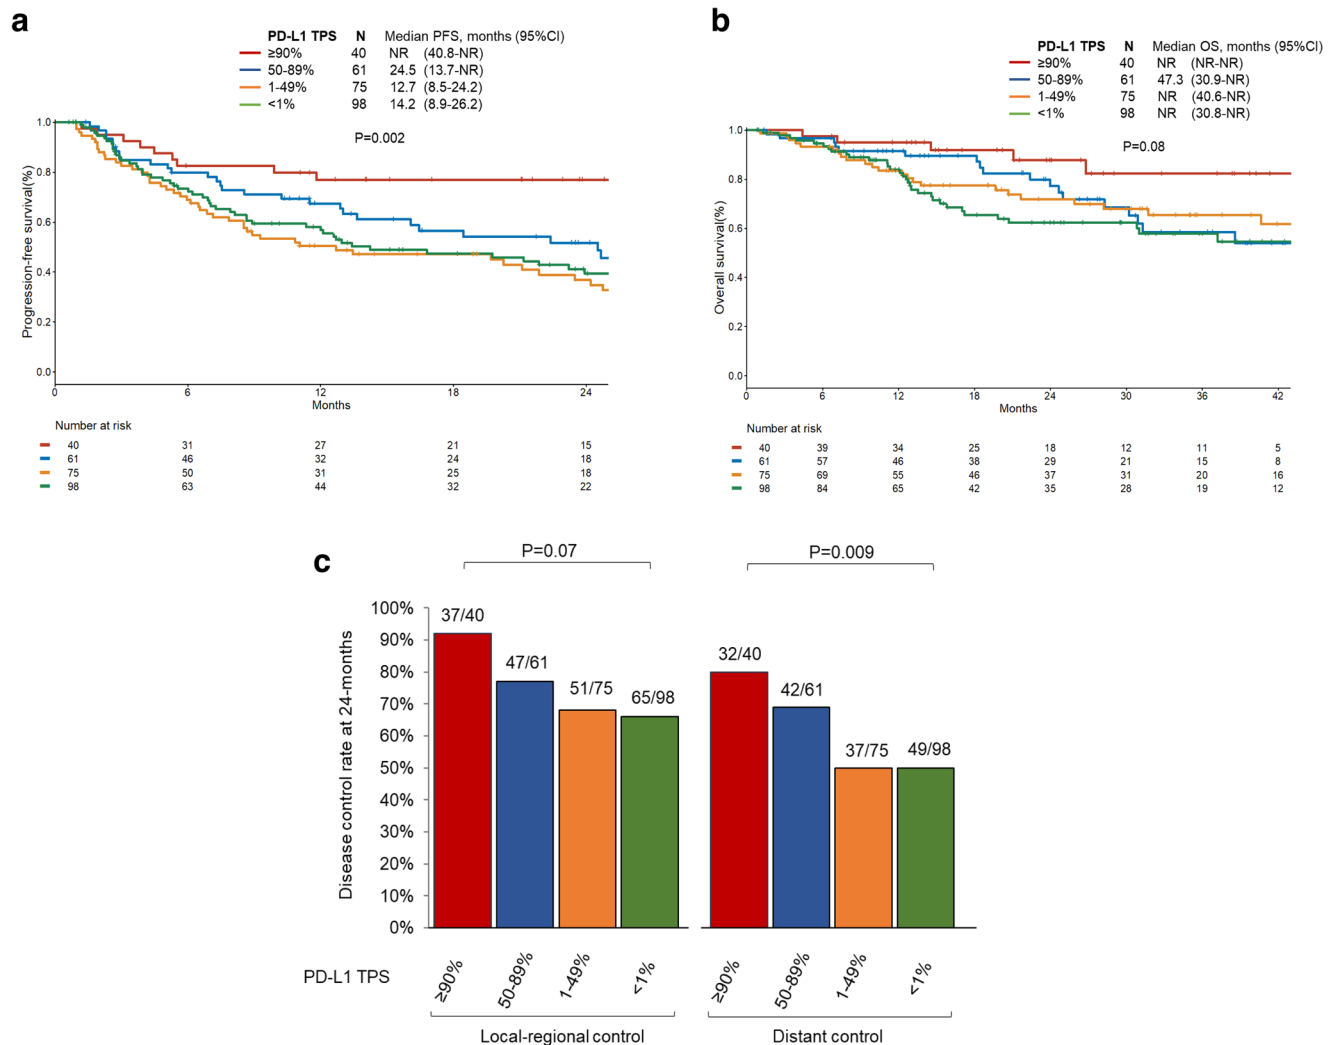 a
PD-L1 TPS N Median PFS, months (95%CI)
≥90% 40 NR (40.8-NR)
50-89% 61 24.5 (13.7-NR)
1-49% 75 12.7 (8.5-24.2)
<1% 98 14.2 (8.9-26.2)
P=0.002
Progression-free survival(%)
1.0
0.8
0.6
0.4
0.2
0.0
0 6 12 18 24
Months
Number at risk
40 31 27 21 15
61 46 32 24 18
75 50 31 25 18
98 63 44 32 22
b
PD-L1 TPS N Median OS, months (95%CI)
≥90% 40 NR (NR-NR)
50-89% 61 47.3 (30.9-NR)
1-49% 75 NR (40.6-NR)
<1% 98 NR (30.8-NR)
P=0.08
Overall survival(%)
1.0
0.8
0.6
0.4
0.2
0.0
0 6 12 18 24 30 36 42
Months
Number at risk
40 39 34 25 18 12 11 5
61 57 46 38 29 21 15 8
75 69 55 46 37 31 20 16
98 84 65 42 35 28 19 12
c
P=0.07
P=0.009
Disease control rate at 24-months
100%
90%
80%
70%
60%
50%
40%
30%
20%
10%
0%
37/40
47/61
51/75
65/98
32/40
42/61
37/75
49/98
PD-L1 TPS
≥90% 50-89% 1-49% <1%
≥90% 50-89% 1-49% <1%
Local-regional control
Distant control